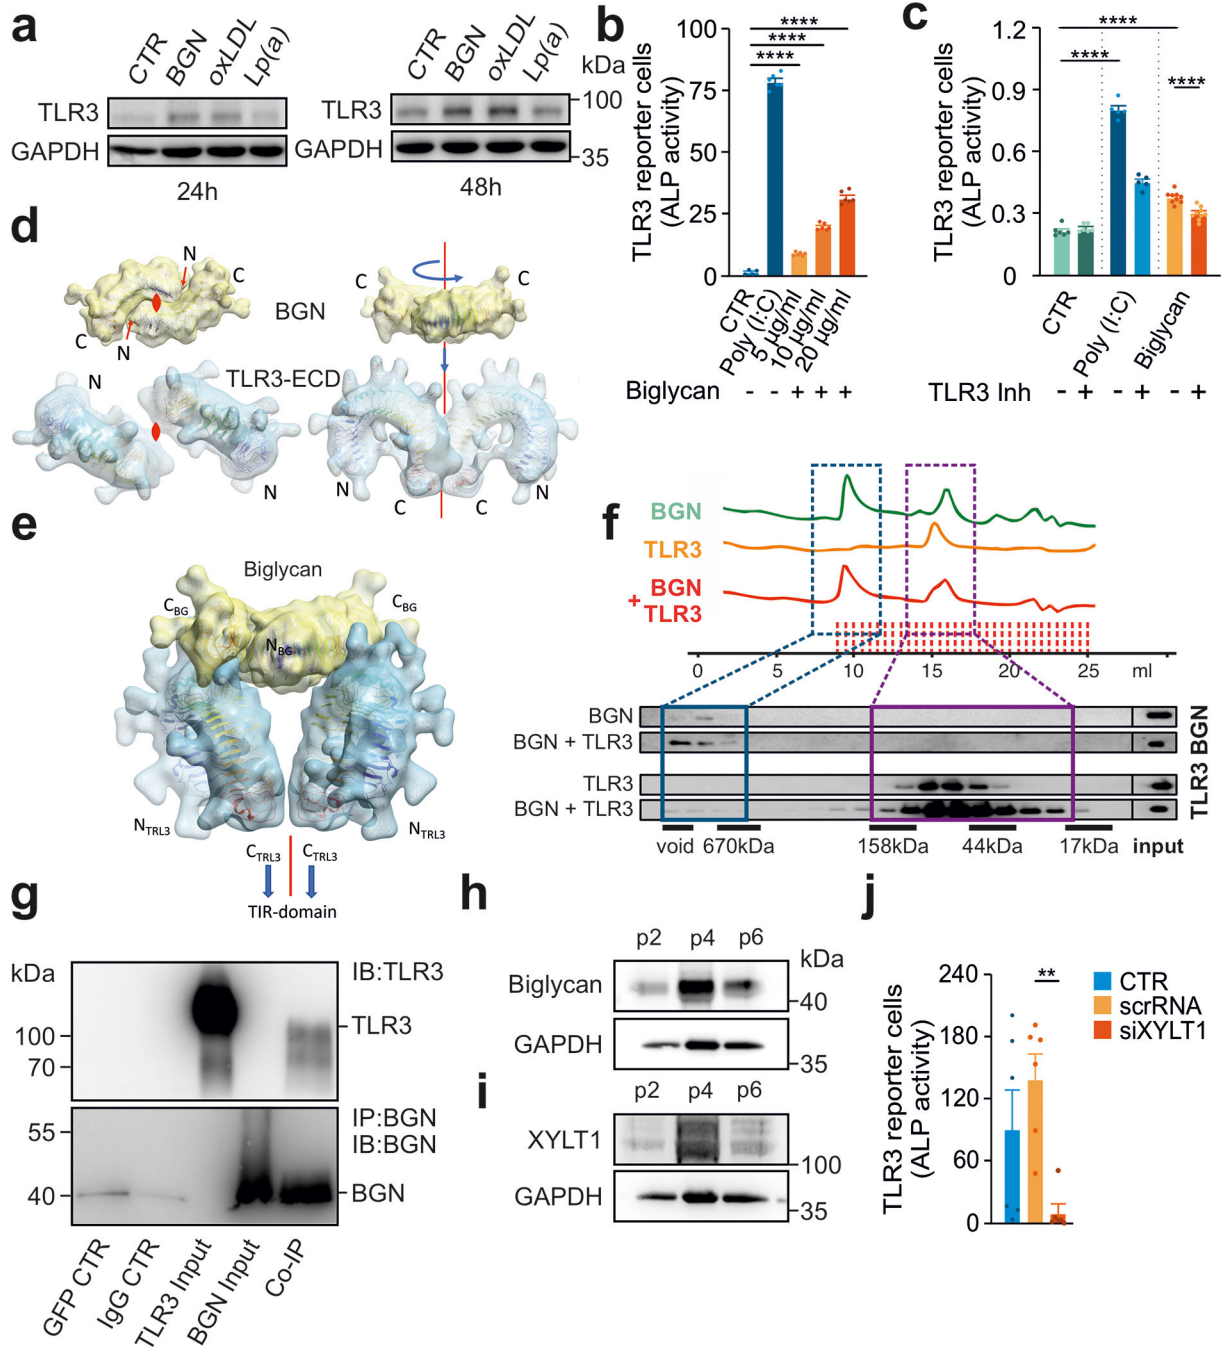 a
CTR
BGN
oxLDL
Lp(a)
TLR3
GAPDH
24h
CTR
BGN
oxLDL
Lp(a)
kDa
TLR3
100
GAPDH
35
48h
b
TLR3 reporter cells
(ALP activity)
100
75
50
25
0
****
****
****
CTR
Poly (I:C)
5 µg/ml
10 µg/ml
20 µg/ml
Biglycan - - + + +
c
TLR3 reporter cells
(ALP activity)
1.2
0.9
0.6
0.3
0
****
****
****
CTR
Poly (I:C)
Biglycan
TLR3 Inh - + - + - +
d
N
C
C
N
BGN
C
C
N
TLR3-ECD
N
N
C
C
N
e
Biglycan
CBG
CBG
NBG
NTRL3
NTRL3
CTRL3
CTRL3
TIR-domain
f
BGN
TLR3
BGN
+
TLR3
0 5 10 15 20 25 ml
BGN
BGN + TLR3
TLR3
BGN + TLR3
TLR3 BGN
void 670kDa 158kDa 44kDa 17kDa input
g
kDa
IB:TLR3
TLR3
100
70
IP:BGN
IB:BGN
55
40
BGN
GFP CTR
IgG CTR
TLR3 Input
BGN Input
Co-IP
h
p2 p4 p6
kDa
Biglycan
40
GAPDH
35
i
p2 p4 p6
XYLT1
100
GAPDH
35
j
TLR3 reporter cells
(ALP activity)
240
180
120
60
0
**
CTR
scrRNA
siXYLT1